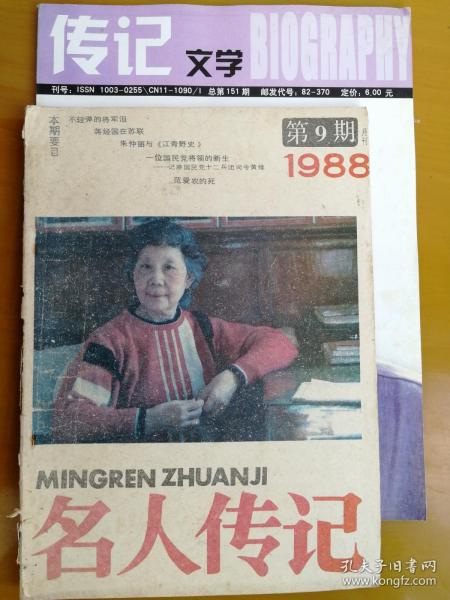 传记
文学
BIOGRAPHY
刊号：ISSN 1003-0255\CN11-1090/I 总第151期 邮发代号：82-370 定价：6.00元
本期要目
不轻弹的将军泪
蒋经国在苏联
朱仲丽与《江青野史》
一位国民党将领的新生
——记原国民党十二兵团司令黄维
范爱农的死
第9期
月刊
1988
MINGREN ZHUANJI
名人传记
孔夫子旧书网
www.kongfz.com